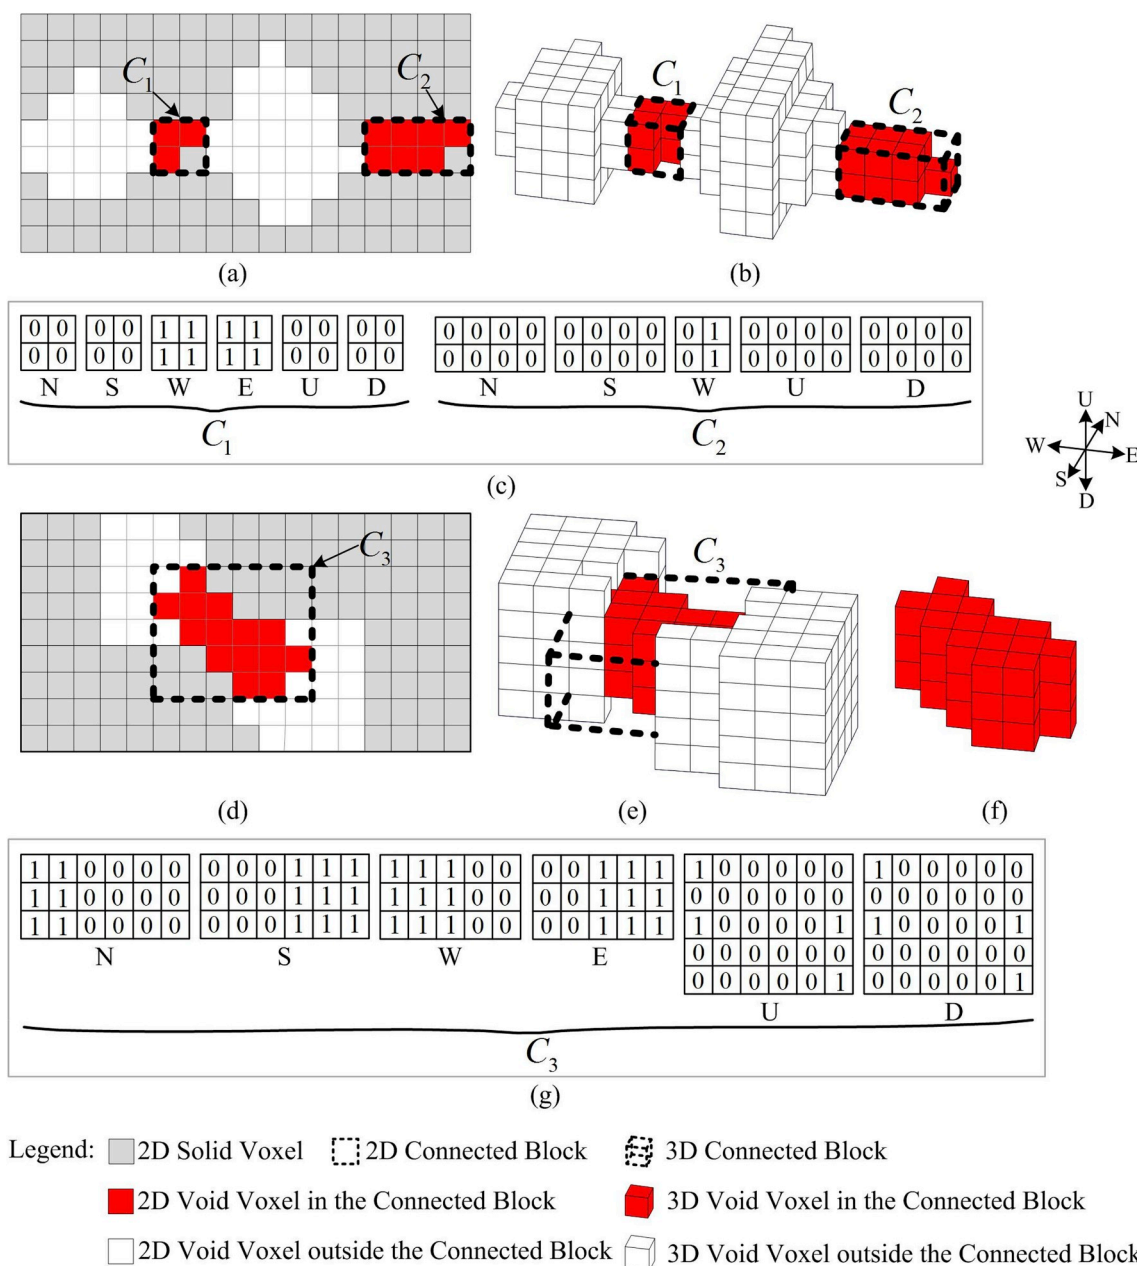 C1 C2
C1 C2
(a) (b)
0 0 0 0 1 1 1 1 0 0 0 0 0 0 0 0 0 0 0 0 0 1 0 0 0 0 0 0 0 0
0 0 0 0 1 1 1 1 0 0 0 0 0 0 0 0 0 0 0 0 0 1 0 0 0 0 0 0 0 0
N S W E U D N S W U D
C1 C2
(c)
U
N
W E
S
D
C3
C3
(d) (e) (f)
1 1 0 0 0 0 0 0 0 1 1 1 1 1 1 0 0 0 0 1 1 1 1 0 0 0 0 0 1 0 0 0 0 0
1 1 0 0 0 0 0 0 0 1 1 1 1 1 1 0 0 0 0 1 1 1 0 0 0 0 0 0 0 0 0 0 0 0
1 1 0 0 0 0 0 0 0 1 1 1 1 1 1 0 0 0 0 1 1 1 1 0 0 0 0 1 1 0 0 0 0 1
0 0 0 0 0 0 0 0 0 0 0 0
0 0 0 0 0 1 0 0 0 0 0 1
N S W E U D
C3
(g)
Legend: 2D Solid Voxel 2D Connected Block 3D Connected Block
2D Void Voxel in the Connected Block 3D Void Voxel in the Connected Block
2D Void Voxel outside the Connected Block 3D Void Voxel outside the Connected Block